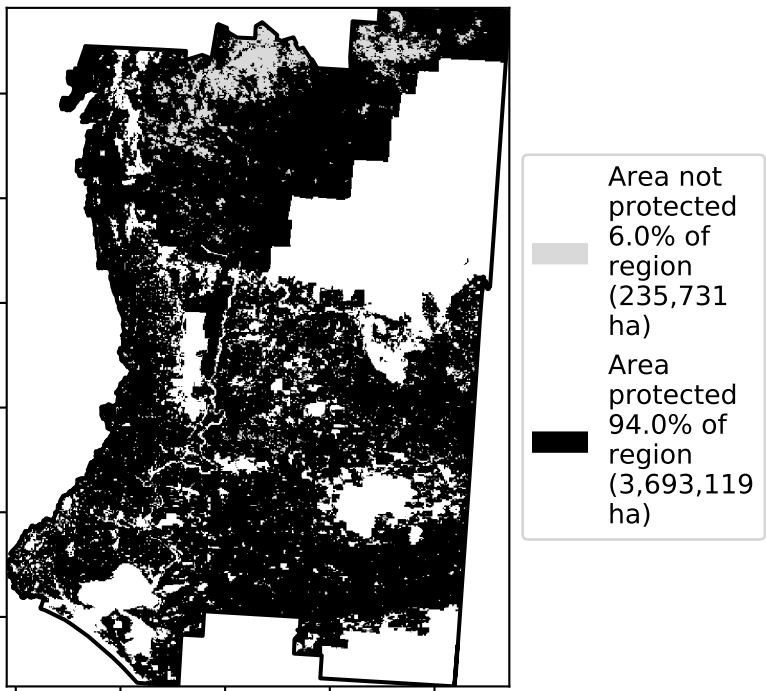 Area not
protected
6.0% of
region
(235,731
ha)
Area
protected
94.0% of
region
(3,693,119
ha)